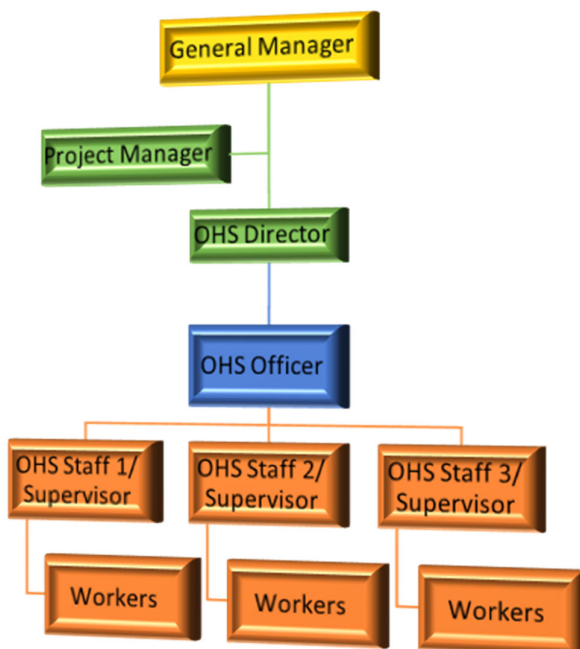 General Manager
Project Manager
OHS Director
OHS Officer
OHS Staff 1/
Supervisor
OHS Staff 2/
Supervisor
OHS Staff 3/
Supervisor
Workers
Workers
Workers